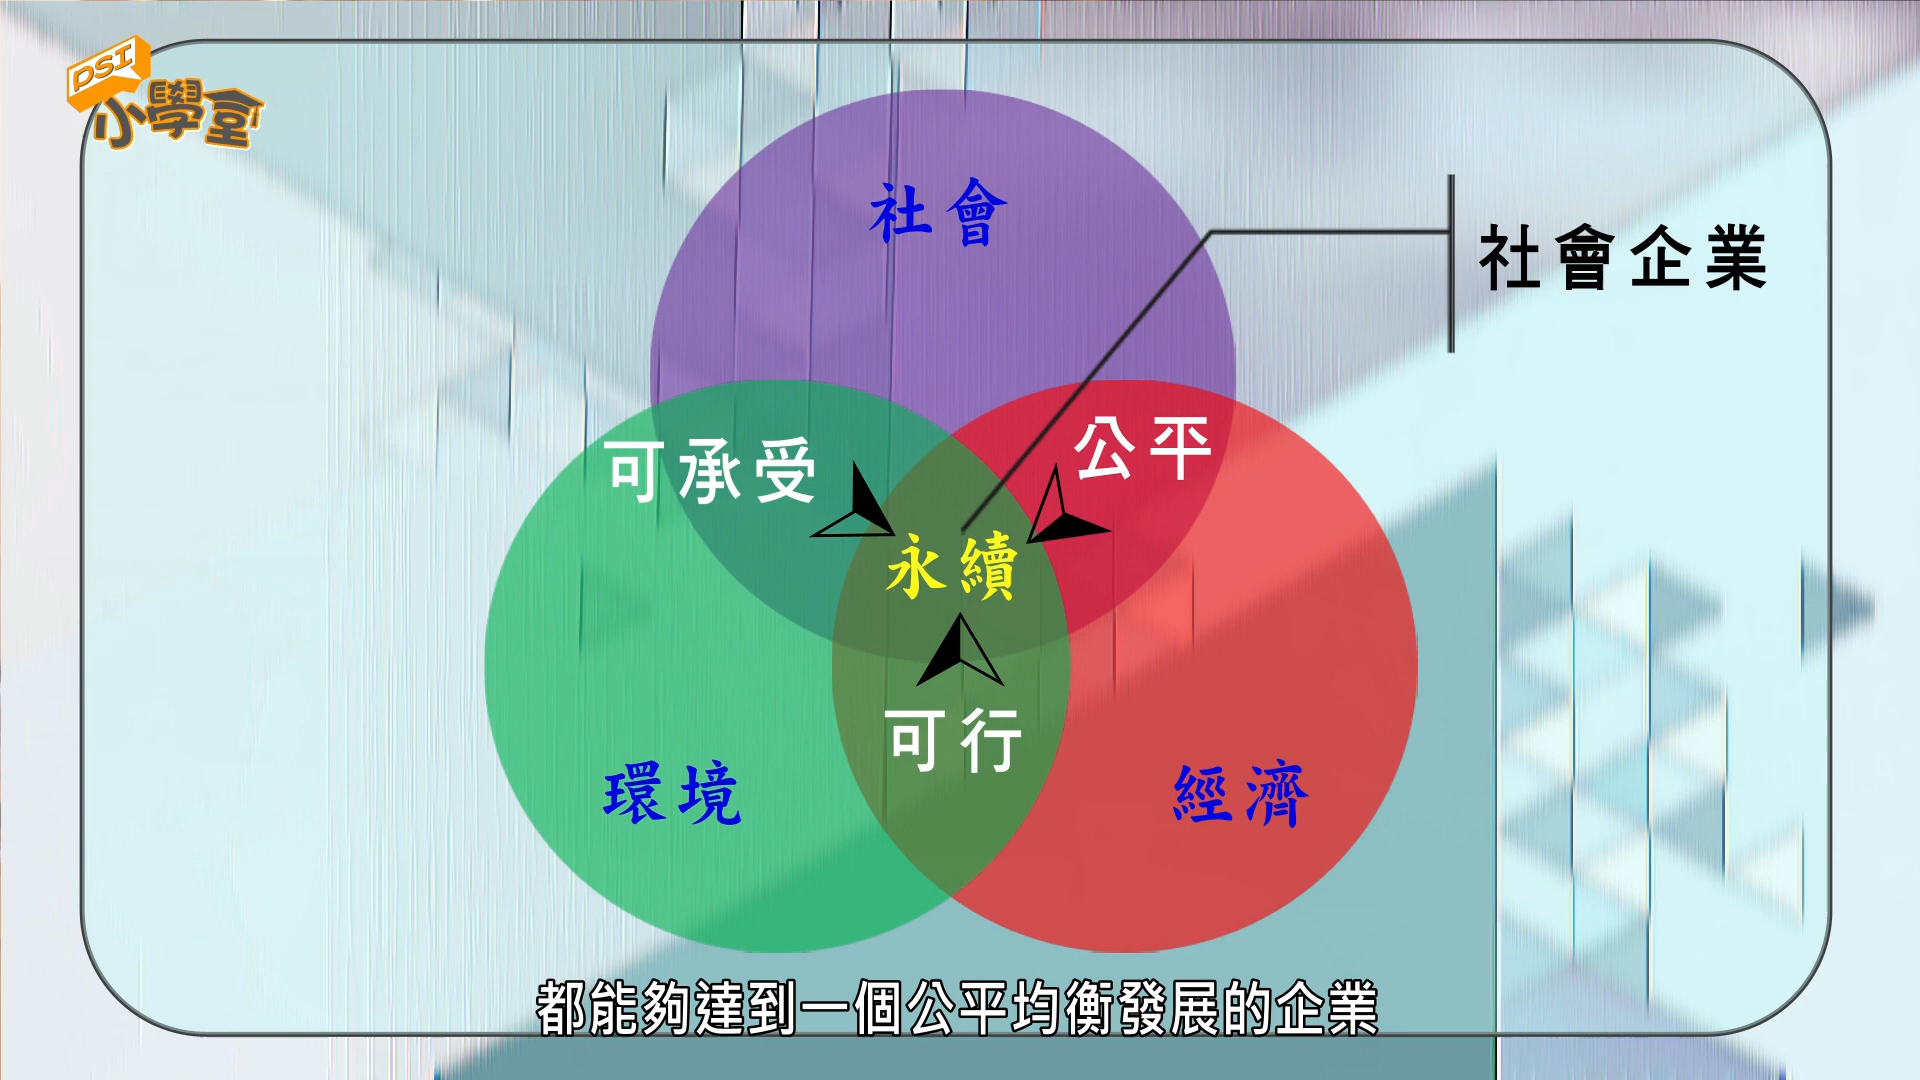 PSI
小學堂
社會
社會企業
可承受
公平
永續
可行
環境
經濟
都能夠達到一個公平均衡發展的企業